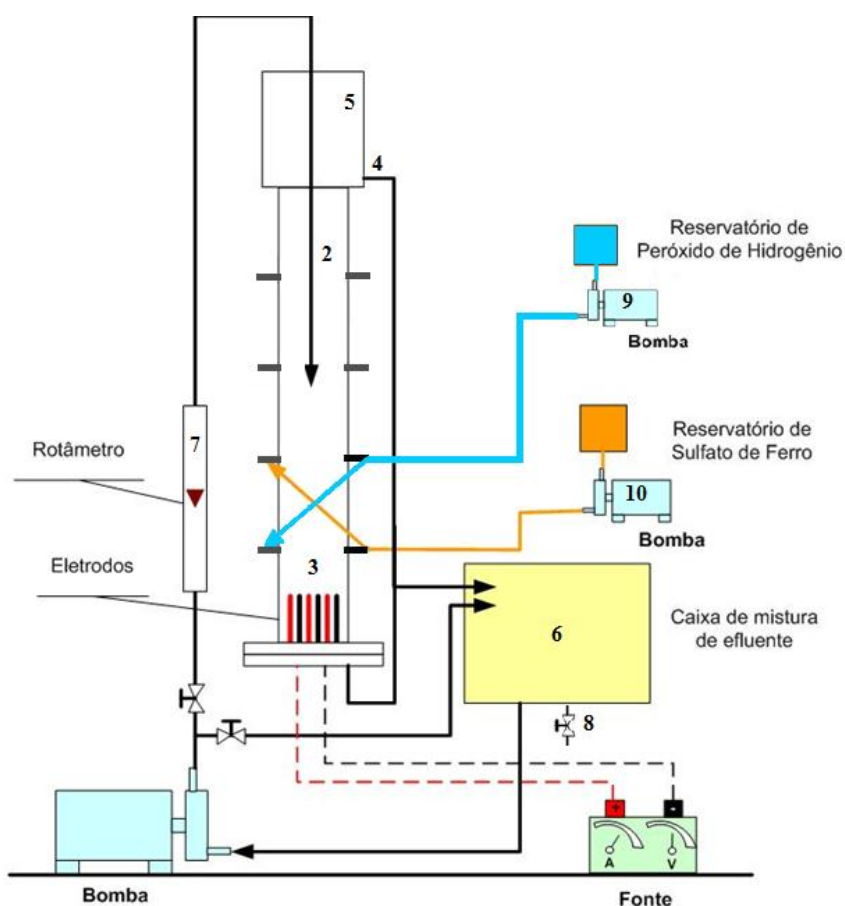 5
4
2
Reservatório de
Peróxido de Hidrogênio
9
Bomba
7
Rotâmetro
Reservatório de
Sulfato de Ferro
10
Bomba
3
Eletrodos
6
Caixa de mistura
de efluente
8
+
-
A
V
Bomba
Fonte